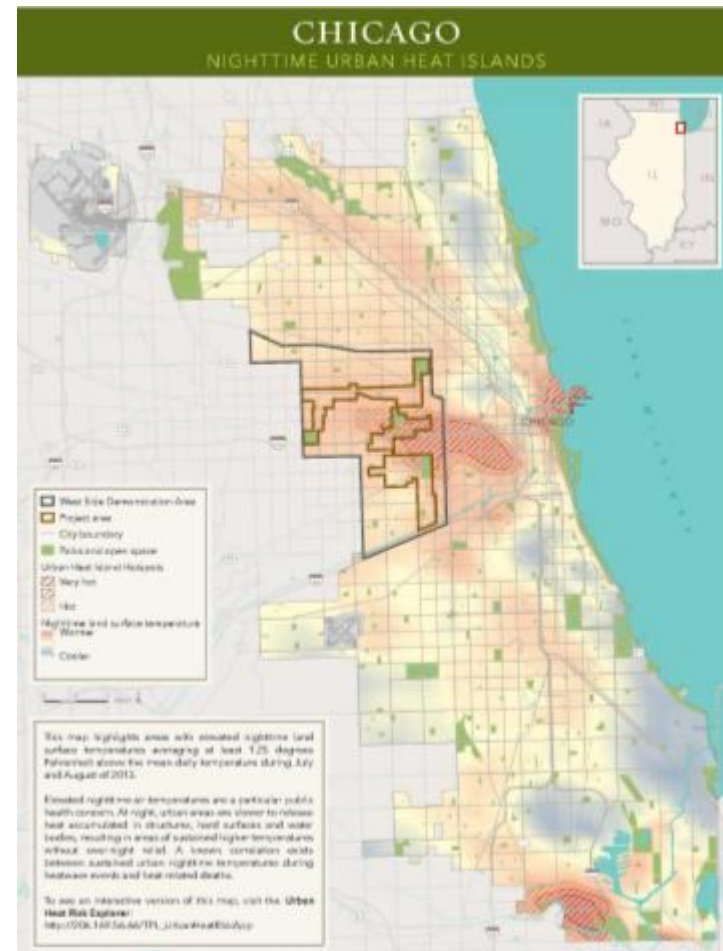 CHICAGO
NIGHTTIME URBAN HEAT ISLANDS
IA
IL
IN
MO
KY
CHICAGO
West Side Demonstration Area
Project area
City boundary
Parks and open space
Urban Heat Island Hotspots
Very hot
Hot
Nighttime land surface temperature
Warmer
Cooler
This map highlights areas with elevated nighttime land
surface temperatures averaging at least 1.25 degrees
Fahrenheit above the mean daily temperature during July
and August of 2013.
Elevated nighttime air temperatures are a particular public
health concern. At night, urban areas are slower to release
heat accumulated in structures, hard surfaces and water
bodies, resulting in areas of sustained higher temperatures
without over-night relief. A known correlation exists
between sustained urban nighttime temperatures during
heatwave events and heat related deaths.
To see an interactive version of this map, visit the Urban
Heat Risk Explorer: